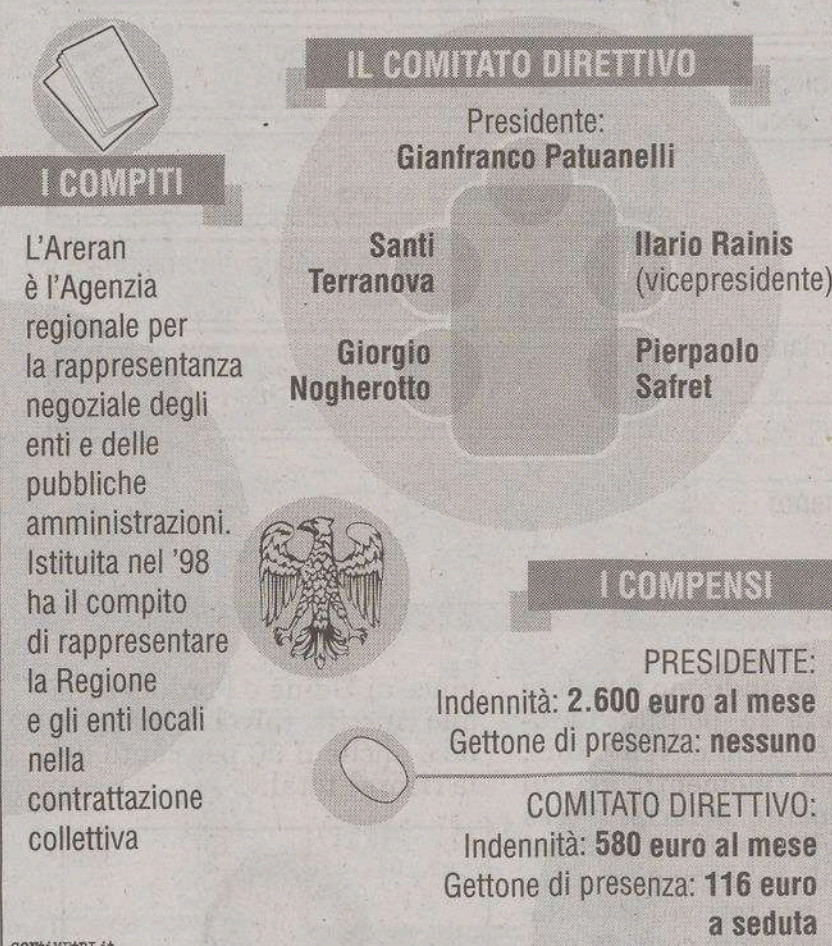 I COMPITI
L'Areran
è l'Agenzia
regionale per
la rappresentanza
negoziale degli
enti e delle
pubbliche
amministrazioni.
Istituita nel '98
ha il compito
di rappresentare
la Regione
e gli enti locali
nella
contrattazione
collettiva
IL COMITATO DIRETTIVO
Presidente:
Gianfranco Patuanelli
Santi
Terranova
Ilario Rainis
(vicepresidente)
Giorgio
Nogherotto
Pierpaolo
Safret
I COMPENSI
PRESIDENTE:
Indennità: 2.600 euro al mese
Gettone di presenza: nessuno
COMITATO DIRETTIVO:
Indennità: 580 euro al mese
Gettone di presenza: 116 euro
a seduta